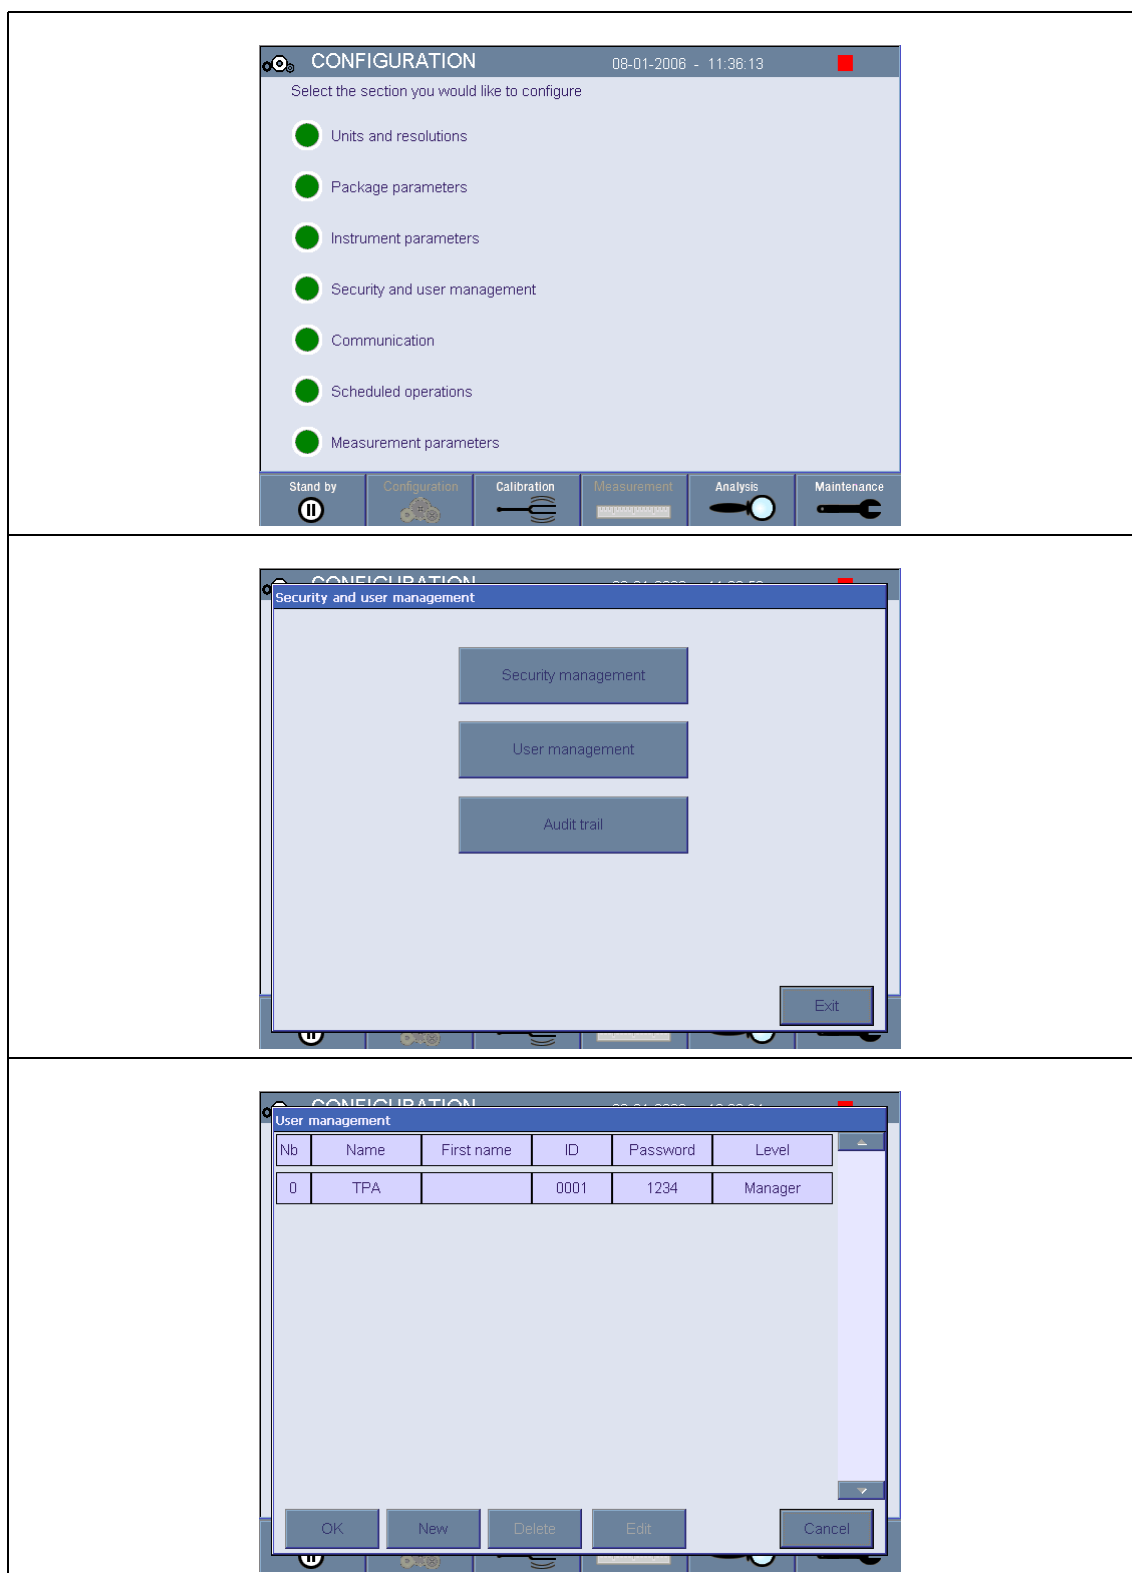 CONFIGURATION 08-01-2006 - 11:36:13
Select the section you would like to configure
Units and resolutions
Package parameters
Instrument parameters
Security and user management
Communication
Scheduled operations
Measurement parameters
Stand by Configuration Calibration Measurement Analysis Maintenance
CONFIGURATION
Security and user management
Security management
User management
Audit trail
Exit
CONFIGURATION
User management
Nb Name First name ID Password Level
0 TPA 0001 1234 Manager
OK New Delete Edit Cancel